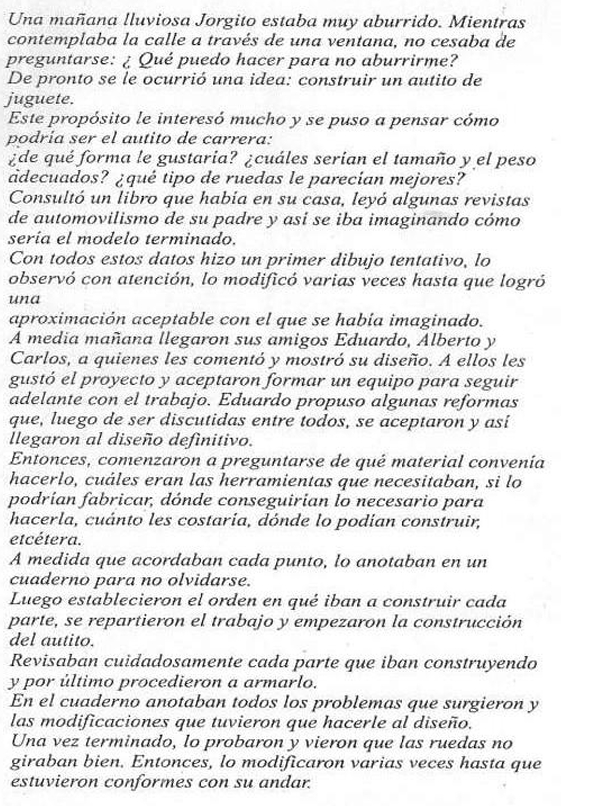 Una mañana lluviosa Jorgito estaba muy aburrido. Mientras
contemplaba la calle a través de una ventana, no cesaba de
preguntarse: ¿ Qué puedo hacer para no aburrirme?
De pronto se le ocurrió una idea: construir un autito de
juguete.
Este propósito le interesó mucho y se puso a pensar cómo
podría ser el autito de carrera:
¿de qué forma le gustaría? ¿cuáles serían el tamaño y el peso
adecuados? ¿qué tipo de ruedas le parecían mejores?
Consultó un libro que había en su casa, leyó algunas revistas
de automovilismo de su padre y así se iba imaginando cómo
sería el modelo terminado.
Con todos estos datos hizo un primer dibujo tentativo, lo
observó con atención, lo modificó varias veces hasta que logró
una
aproximación aceptable con el que se había imaginado.
A media mañana llegaron sus amigos Eduardo, Alberto y
Carlos, a quienes les comentó y mostró su diseño. A ellos les
gustó el proyecto y aceptaron formar un equipo para seguir
adelante con el trabajo. Eduardo propuso algunas reformas
que, luego de ser discutidas entre todos, se aceptaron y así
llegaron al diseño definitivo.
Entonces, comenzaron a preguntarse de qué material convenía
hacerlo, cuáles eran las herramientas que necesitaban, si lo
podrían fabricar, dónde conseguirían lo necesario para
hacerla, cuánto les costaría, dónde lo podían construir,
etcétera.
A medida que acordaban cada punto, lo anotaban en un
cuaderno para no olvidarse.
Luego establecieron el orden en qué iban a construir cada
parte, se repartieron el trabajo y empezaron la construcción
del autito.
Revisaban cuidadosamente cada parte que iban construyendo
y por último procedieron a armarlo.
En el cuaderno anotaban todos los problemas que surgieron y
las modificaciones que tuvieron que hacerle al diseño.
Una vez terminado, lo probaron y vieron que las ruedas no
giraban bien. Entonces, lo modificaron varias veces hasta que
estuvieron conformes con su andar.